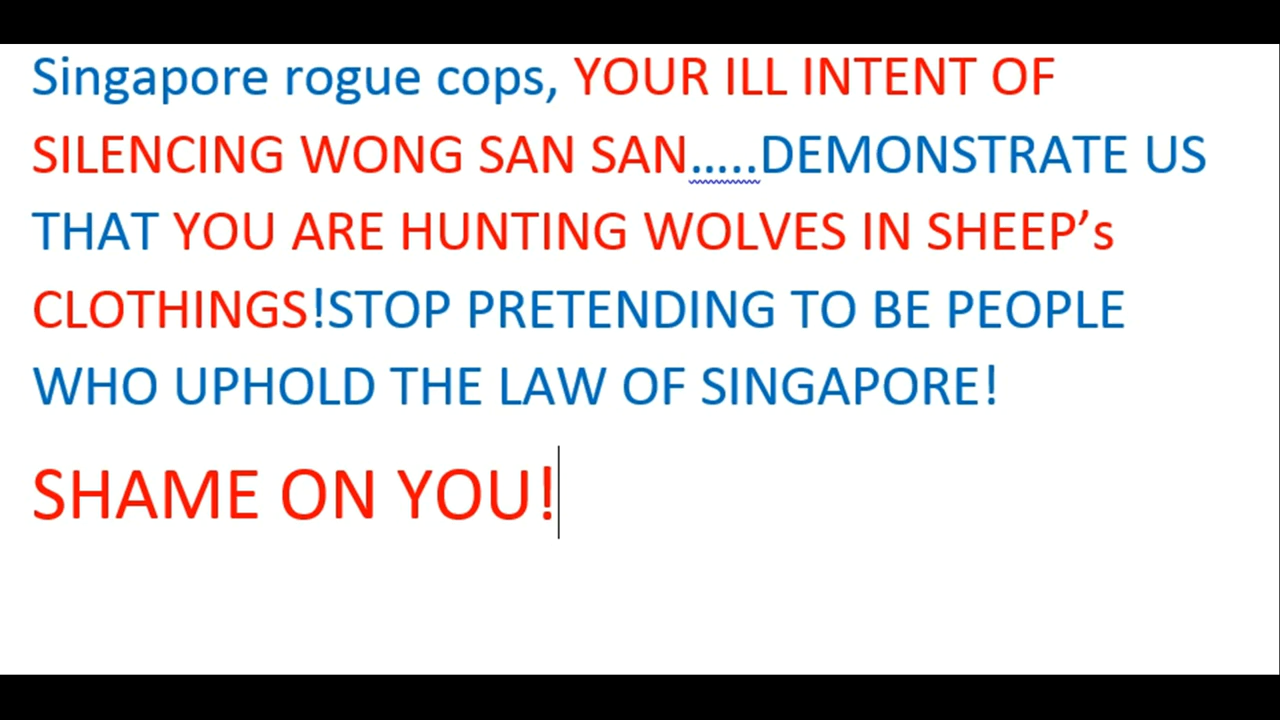 Singapore rogue cops, YOUR ILL INTENT OF
SILENCING WONG SAN SAN…..DEMONSTRATE US
THAT YOU ARE HUNTING WOLVES IN SHEEP’s
CLOTHINGS!STOP PRETENDING TO BE PEOPLE
WHO UPHOLD THE LAW OF SINGAPORE!
SHAME ON YOU!